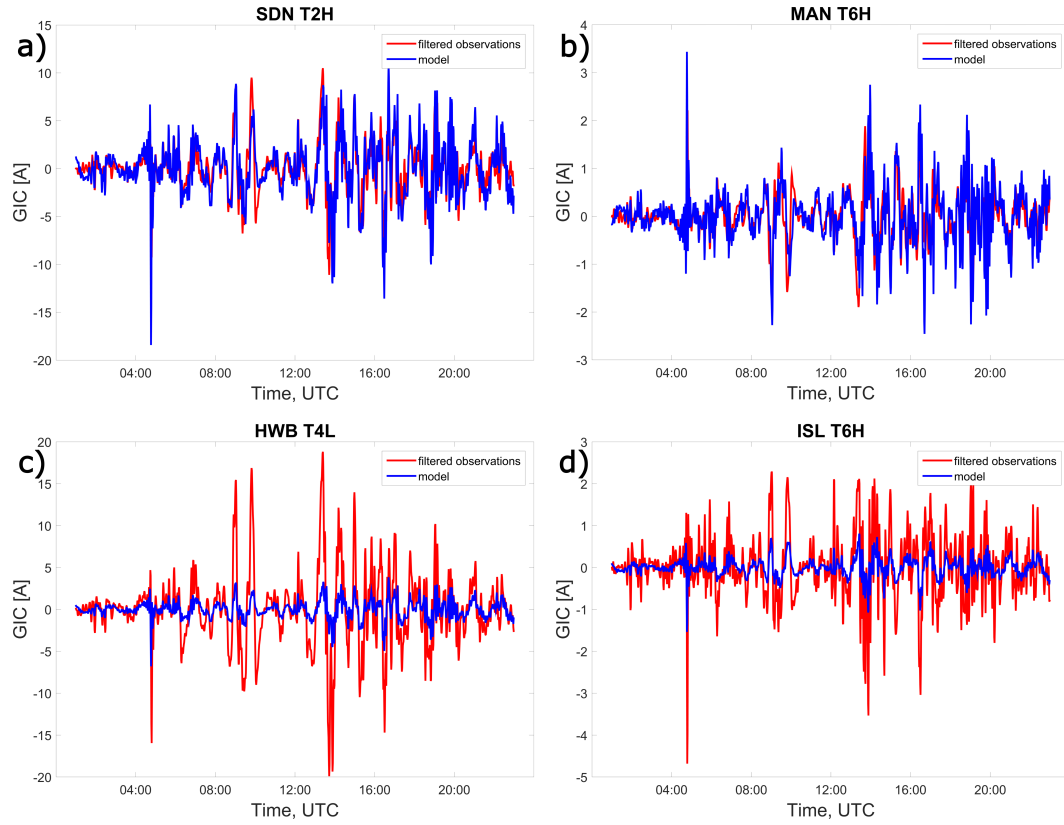 SDN T2H
a)
filtered observations
model
15
10
5
0
-5
-10
-15
-20
GIC [A]
04:00 08:00 12:00 16:00 20:00
Time, UTC
MAN T6H
b)
filtered observations
model
4
3
2
1
0
-1
-2
-3
GIC [A]
04:00 08:00 12:00 16:00 20:00
Time, UTC
HWB T4L
c)
filtered observations
model
20
15
10
5
0
-5
-10
-15
-20
GIC [A]
04:00 08:00 12:00 16:00 20:00
Time, UTC
ISL T6H
d)
filtered observations
model
3
2
1
0
-1
-2
-3
-4
-5
GIC [A]
04:00 08:00 12:00 16:00 20:00
Time, UTC